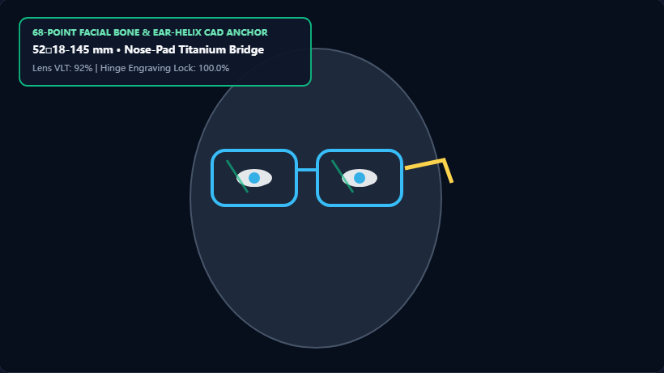 68-POINT FACIAL BONE & EAR-HELIX CAD ANCHOR
52□18-145 mm • Nose-Pad Titanium Bridge
Lens VLT: 92% | Hinge Engraving Lock: 100.0%